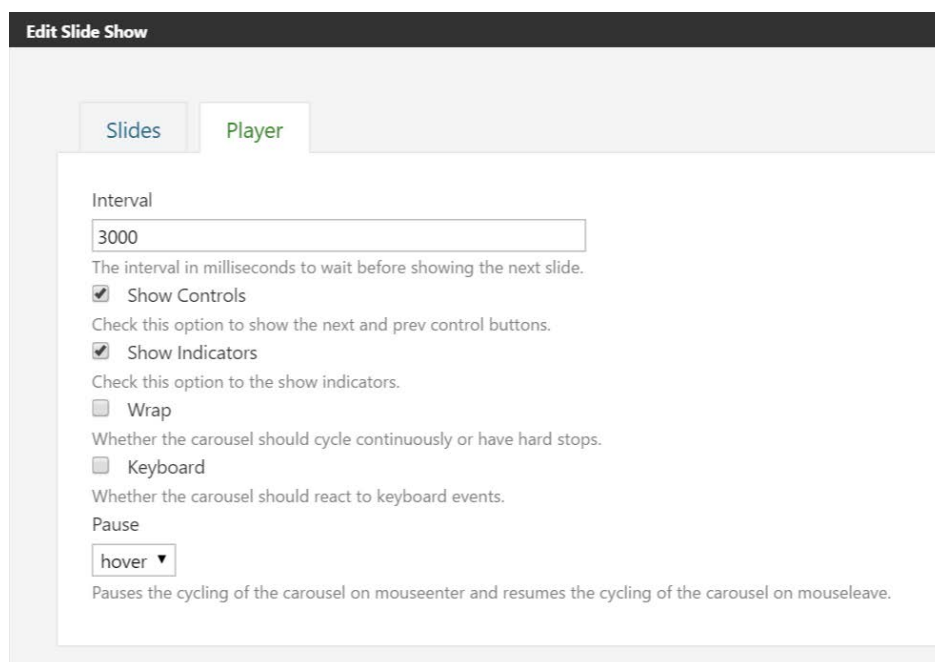 Edit Slide Show
Slides Player
Interval
3000
The interval in milliseconds to wait before showing the next slide.
Show Controls
Check this option to show the next and prev control buttons.
Show Indicators
Check this option to the show indicators.
Wrap
Whether the carousel should cycle continuously or have hard stops.
Keyboard
Whether the carousel should react to keyboard events.
Pause
hover
Pauses the cycling of the carousel on mouseenter and resumes the cycling of the carousel on mouseleave.